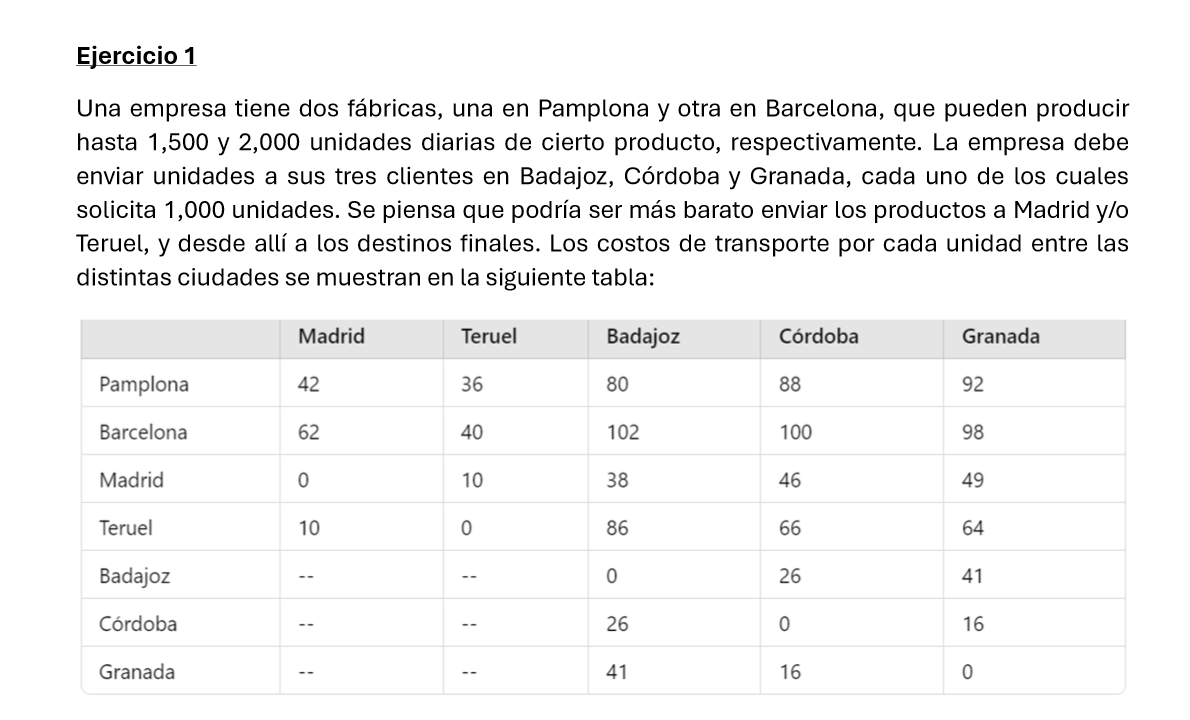 Ejercicio 1
Una empresa tiene dos fábricas, una en Pamplona y otra en Barcelona, que pueden producir
hasta 1,500 y 2,000 unidades diarias de cierto producto, respectivamente. La empresa debe
enviar unidades a sus tres clientes en Badajoz, Córdoba y Granada, cada uno de los cuales
solicita 1,000 unidades. Se piensa que podría ser más barato enviar los productos a Madrid y/o
Teruel, y desde allí a los destinos finales. Los costos de transporte por cada unidad entre las
distintas ciudades se muestran en la siguiente tabla:
Madrid Teruel Badajoz Córdoba Granada
Pamplona 42 36 80 88 92
Barcelona 62 40 102 100 98
Madrid 0 10 38 46 49
Teruel 10 0 86 66 64
Badajoz -- -- 0 26 41
Córdoba -- -- 26 0 16
Granada -- -- 41 16 0